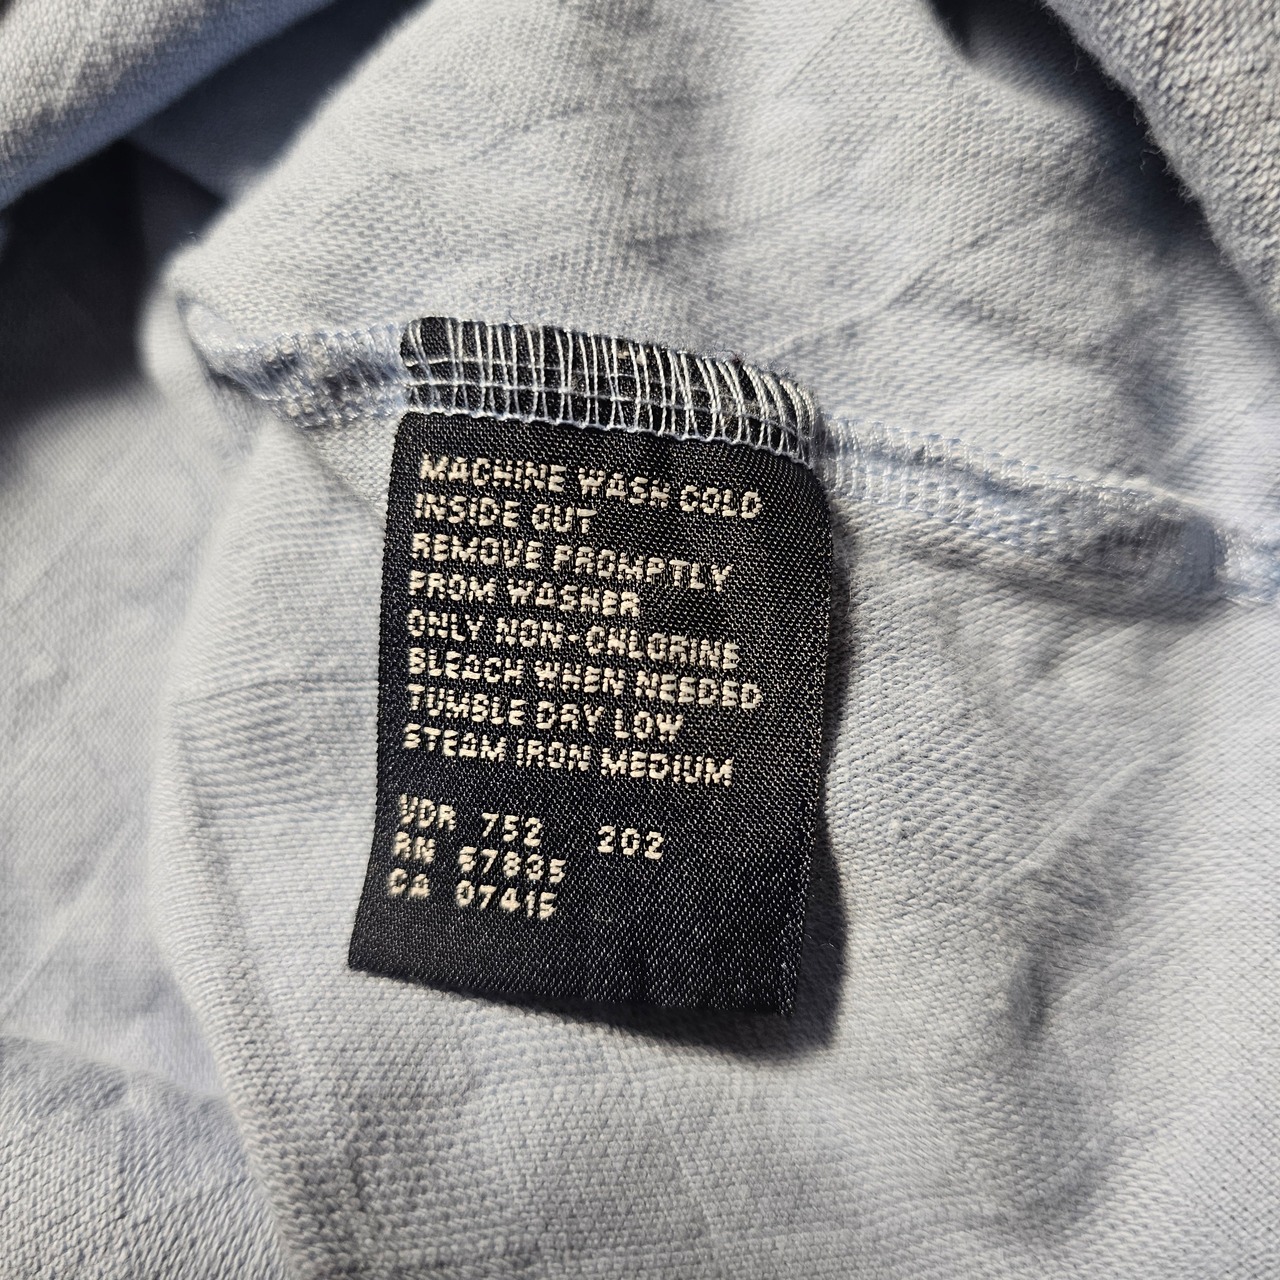 MACHINE WASH COLD
INSIDE OUT
REMOVE PROMPTLY
FROM WASHER
ONLY NON-CHLORINE
BLEACH WHEN NEEDED
TUMBLE DRY LOW
STEAM IRON MEDIUM
VDR 752 202
RN 67835
CA 07415